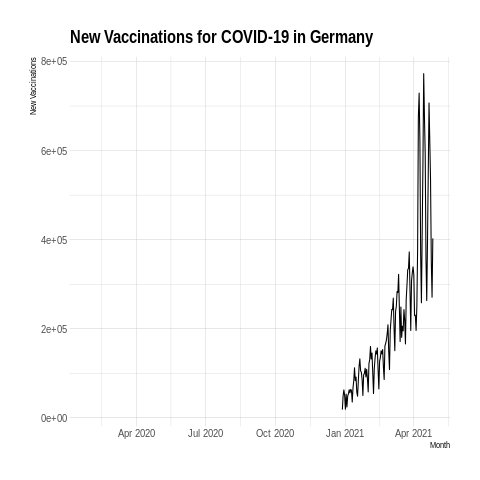 New Vaccinations for COVID-19 in Germany
New Vaccinations
8e+05
6e+05
4e+05
2e+05
0e+00
Apr 2020 Jul 2020 Oct 2020 Jan 2021 Apr 2021
Month